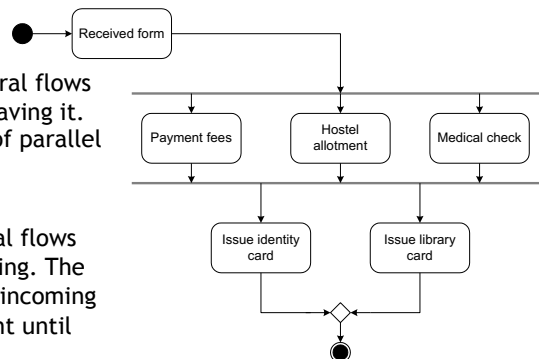 Received form
ral flows
aving it.
of parallel
Payment fees
Hostel
allotment
Medical check
al flows
ing. The
incoming
nt until
Issue identity
card
Issue library
card